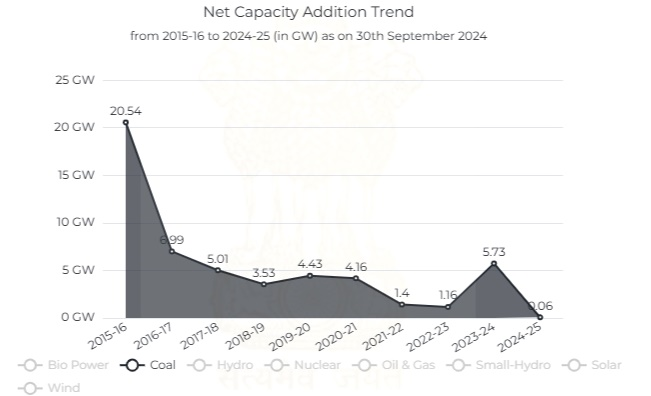 Net Capacity Addition Trend
from 2015-16 to 2024-25 (in GW) as on 30th September 2024
25 GW
20.54
20 GW
15 GW
10 GW
6.99
5.01
3.53
4.43
4.16
1.4
1.16
5.73
0.06
5 GW
0 GW
2015-16
2016-17
2017-18
2018-19
2019-20
2020-21
2021-22
2022-23
2023-24
2024-25
Bio Power Coal Hydro Nuclear Oil & Gas Small-Hydro Solar
Wind
सत्यमेव जयते